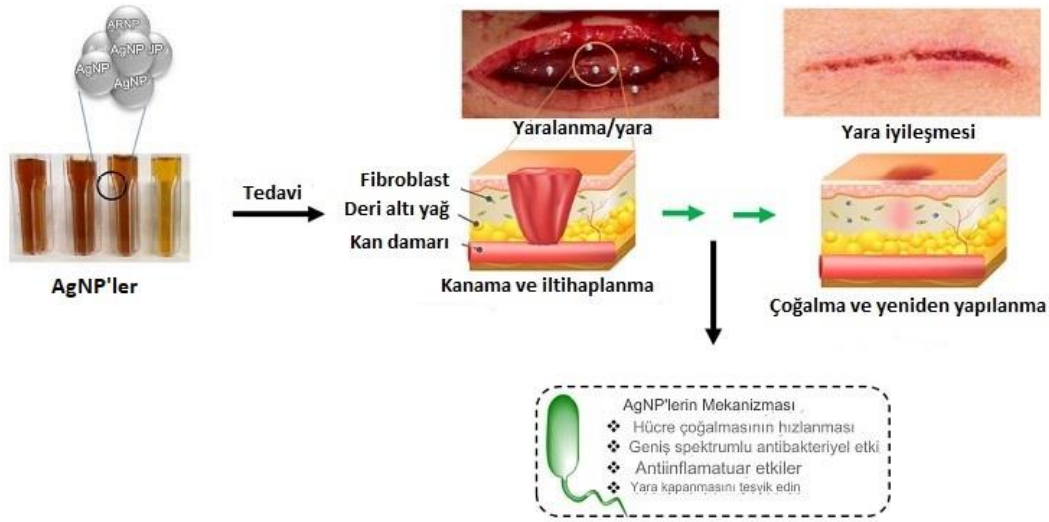 ARNP
AgNP JP
AgNP
AgNP
AgNP'ler
Tedavi
Yaralanma/yara
Fibroblast
Deri altı yağ
Kan damarı
Kanama ve iltihaplanma
Yara iyileşmesi
Çoğalma ve yeniden yapılanma
AgNP'lerin Mekanizması
❖ Hücre çoğalmasının hızlanması
❖ Geniş spektrumlu antibakteriyel etki
❖ Antiinflamatuar etkiler
❖ Yara kapanmasını teşvik edin